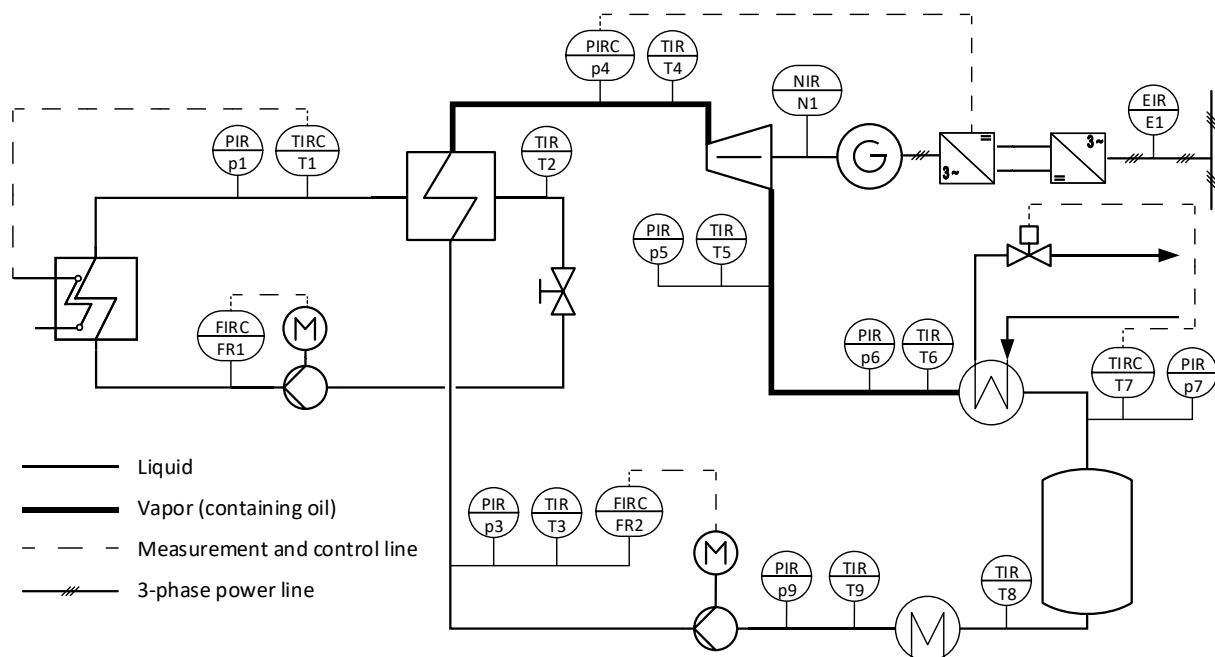 PIRC
p4
TIR
T4
NIR
N1
EIR
E1
PIR
p1
TIRC
T1
TIR
T2
G
3~
=
3~
=
PIR
p5
TIR
T5
FIRC
FR1
M
PIR
p6
TIR
T6
TIRC
T7
PIR
p7
Liquid
Vapor (containing oil)
Measurement and control line
3-phase power line
PIR
p3
TIR
T3
FIRC
FR2
M
PIR
p9
TIR
T9
TIR
T8